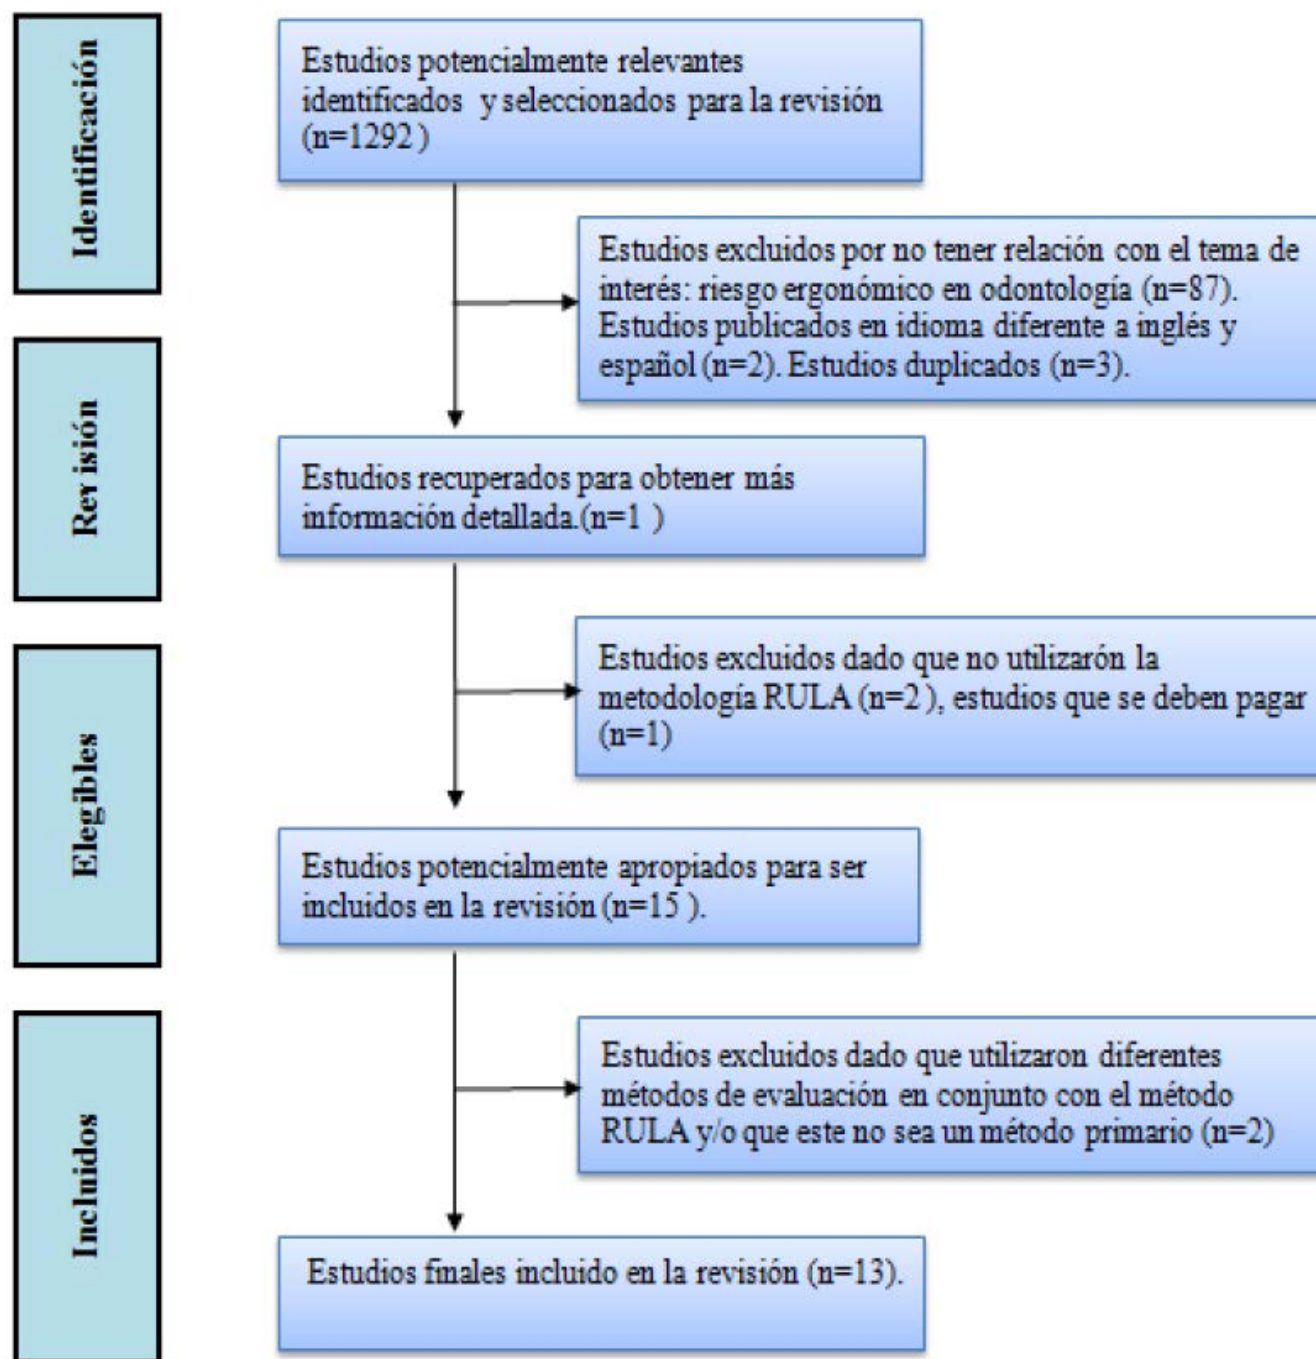 Identificación
Estudios potencialmente relevantes
identificados y seleccionados para la revisión
(n=1292 )
Estudios excluidos por no tener relación con el tema de
interés: riesgo ergonómico en odontología (n=87).
Estudios publicados en idioma diferente a inglés y
español (n=2). Estudios duplicados (n=3).
Revisión
Estudios recuperados para obtener más
información detallada.(n=1 )
Estudios excluidos dado que no utilizarón la
metodología RULA (n=2 ), estudios que se deben pagar
(n=1)
Elegibles
Estudios potencialmente apropiados para ser
incluidos en la revisión (n=15 ).
Estudios excluidos dado que utilizaron diferentes
métodos de evaluación en conjunto con el método
RULA y/o que este no sea un método primario (n=2)
Incluidos
Estudios finales incluido en la revisión (n=13).